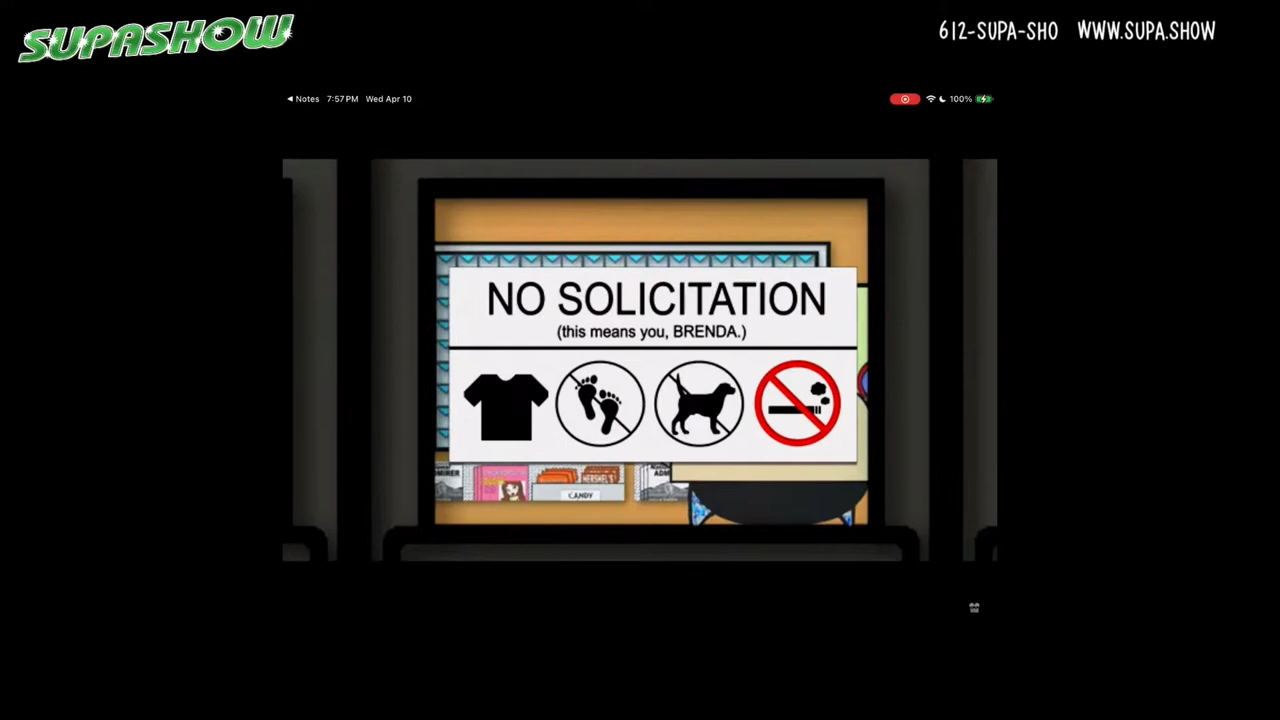 SUPASHOW
612-SUPA-SHO WWW.SUPA.SHOW
◀ Notes 7:57 PM Wed Apr 10
100%
NO SOLICITATION
(this means you, BRENDA.)
HERSHEL'S
CANDY